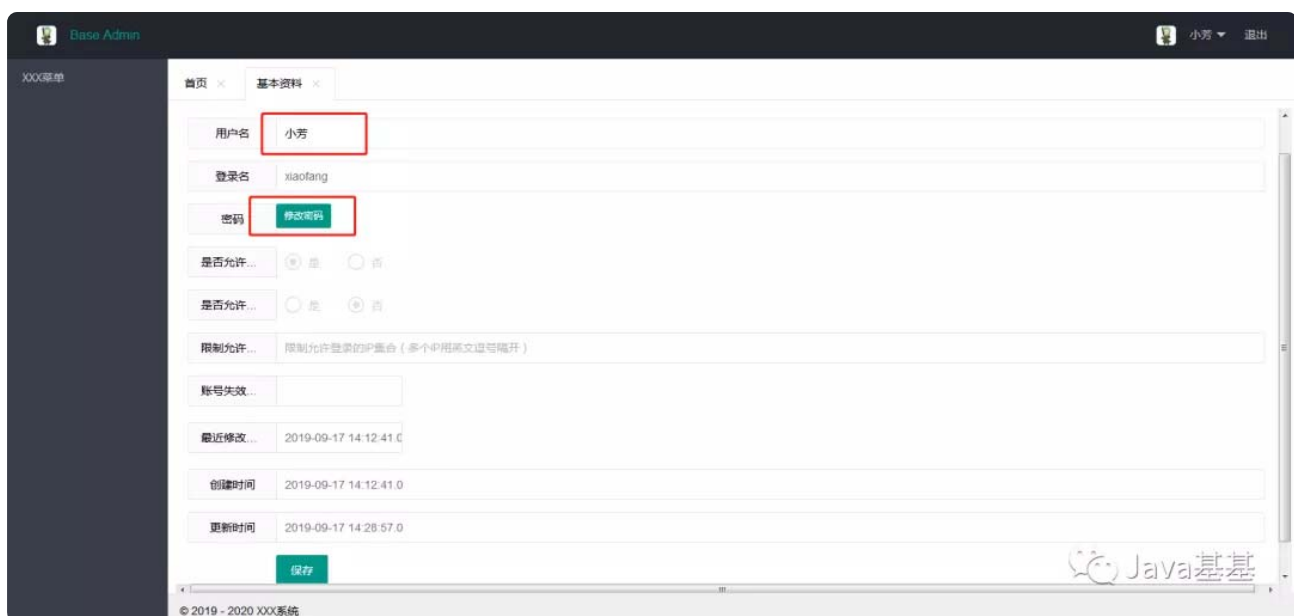 Base Admin
小芳 退出
XXX菜单
首页 × 基本资料 ×
用户名 小芳
登录名 xiaofang
密码 修改密码
是否允许... 是 否
是否允许... 是 否
限制允许... 限制允许登录的IP集合（多个IP用英文逗号隔开）
账号失效...
最近修改... 2019-09-17 14:12:41.0
创建时间 2019-09-17 14:12:41.0
更新时间 2019-09-17 14:28:57.0
保存
Java基基
© 2019 - 2020 XXX系统